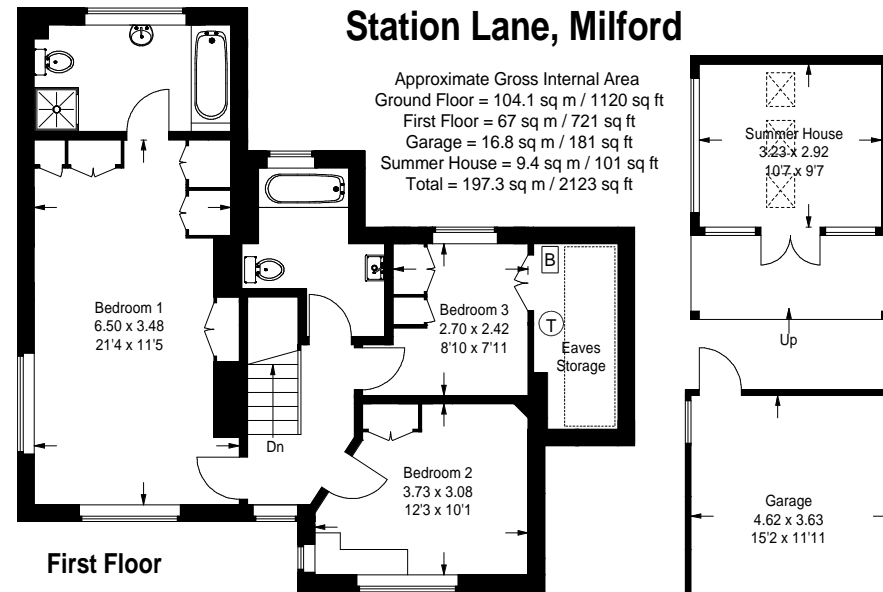 Station Lane, Milford
Approximate Gross Internal Area
Ground Floor = 104.1 sq m / 1120 sq ft
First Floor = 67 sq m / 721 sq ft
Garage = 16.8 sq m / 181 sq ft
Summer House = 9.4 sq m / 101 sq ft
Total = 197.3 sq m / 2123 sq ft
Summer House
3.23 x 2.92
10'7 x 9'7
Up
B
T
Eaves
Storage
Bedroom 1
6.50 x 3.48
21'4 x 11'5
Bedroom 3
2.70 x 2.42
8'10 x 7'11
Dn
Bedroom 2
3.73 x 3.08
12'3 x 10'1
Garage
4.62 x 3.63
15'2 x 11'11
First Floor